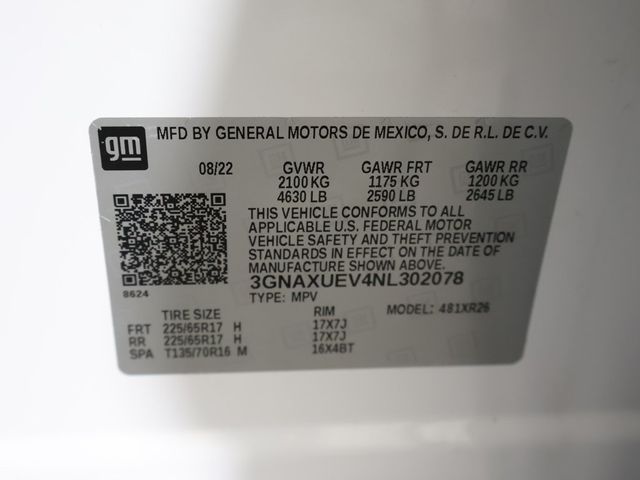 gm MFD BY GENERAL MOTORS DE MEXICO, S. DE R.L. DE C.V.
08/22 GVWR GAWR FRT GAWR RR
2100 KG 1175 KG 1200 KG
4630 LB 2590 LB 2645 LB
THIS VEHICLE CONFORMS TO ALL
APPLICABLE U.S. FEDERAL MOTOR
VEHICLE SAFETY AND THEFT PREVENTION
STANDARDS IN EFFECT ON THE DATE OF
MANUFACTURE SHOWN ABOVE.
3GNAXUEV4NL302078
8624
TYPE: MPV MODEL: 481XR26
TIRE SIZE RIM
FRT 225/65R17 H 17X7J
RR 225/65R17 H 17X7J
SPA T135/70R16 M 16X4BT